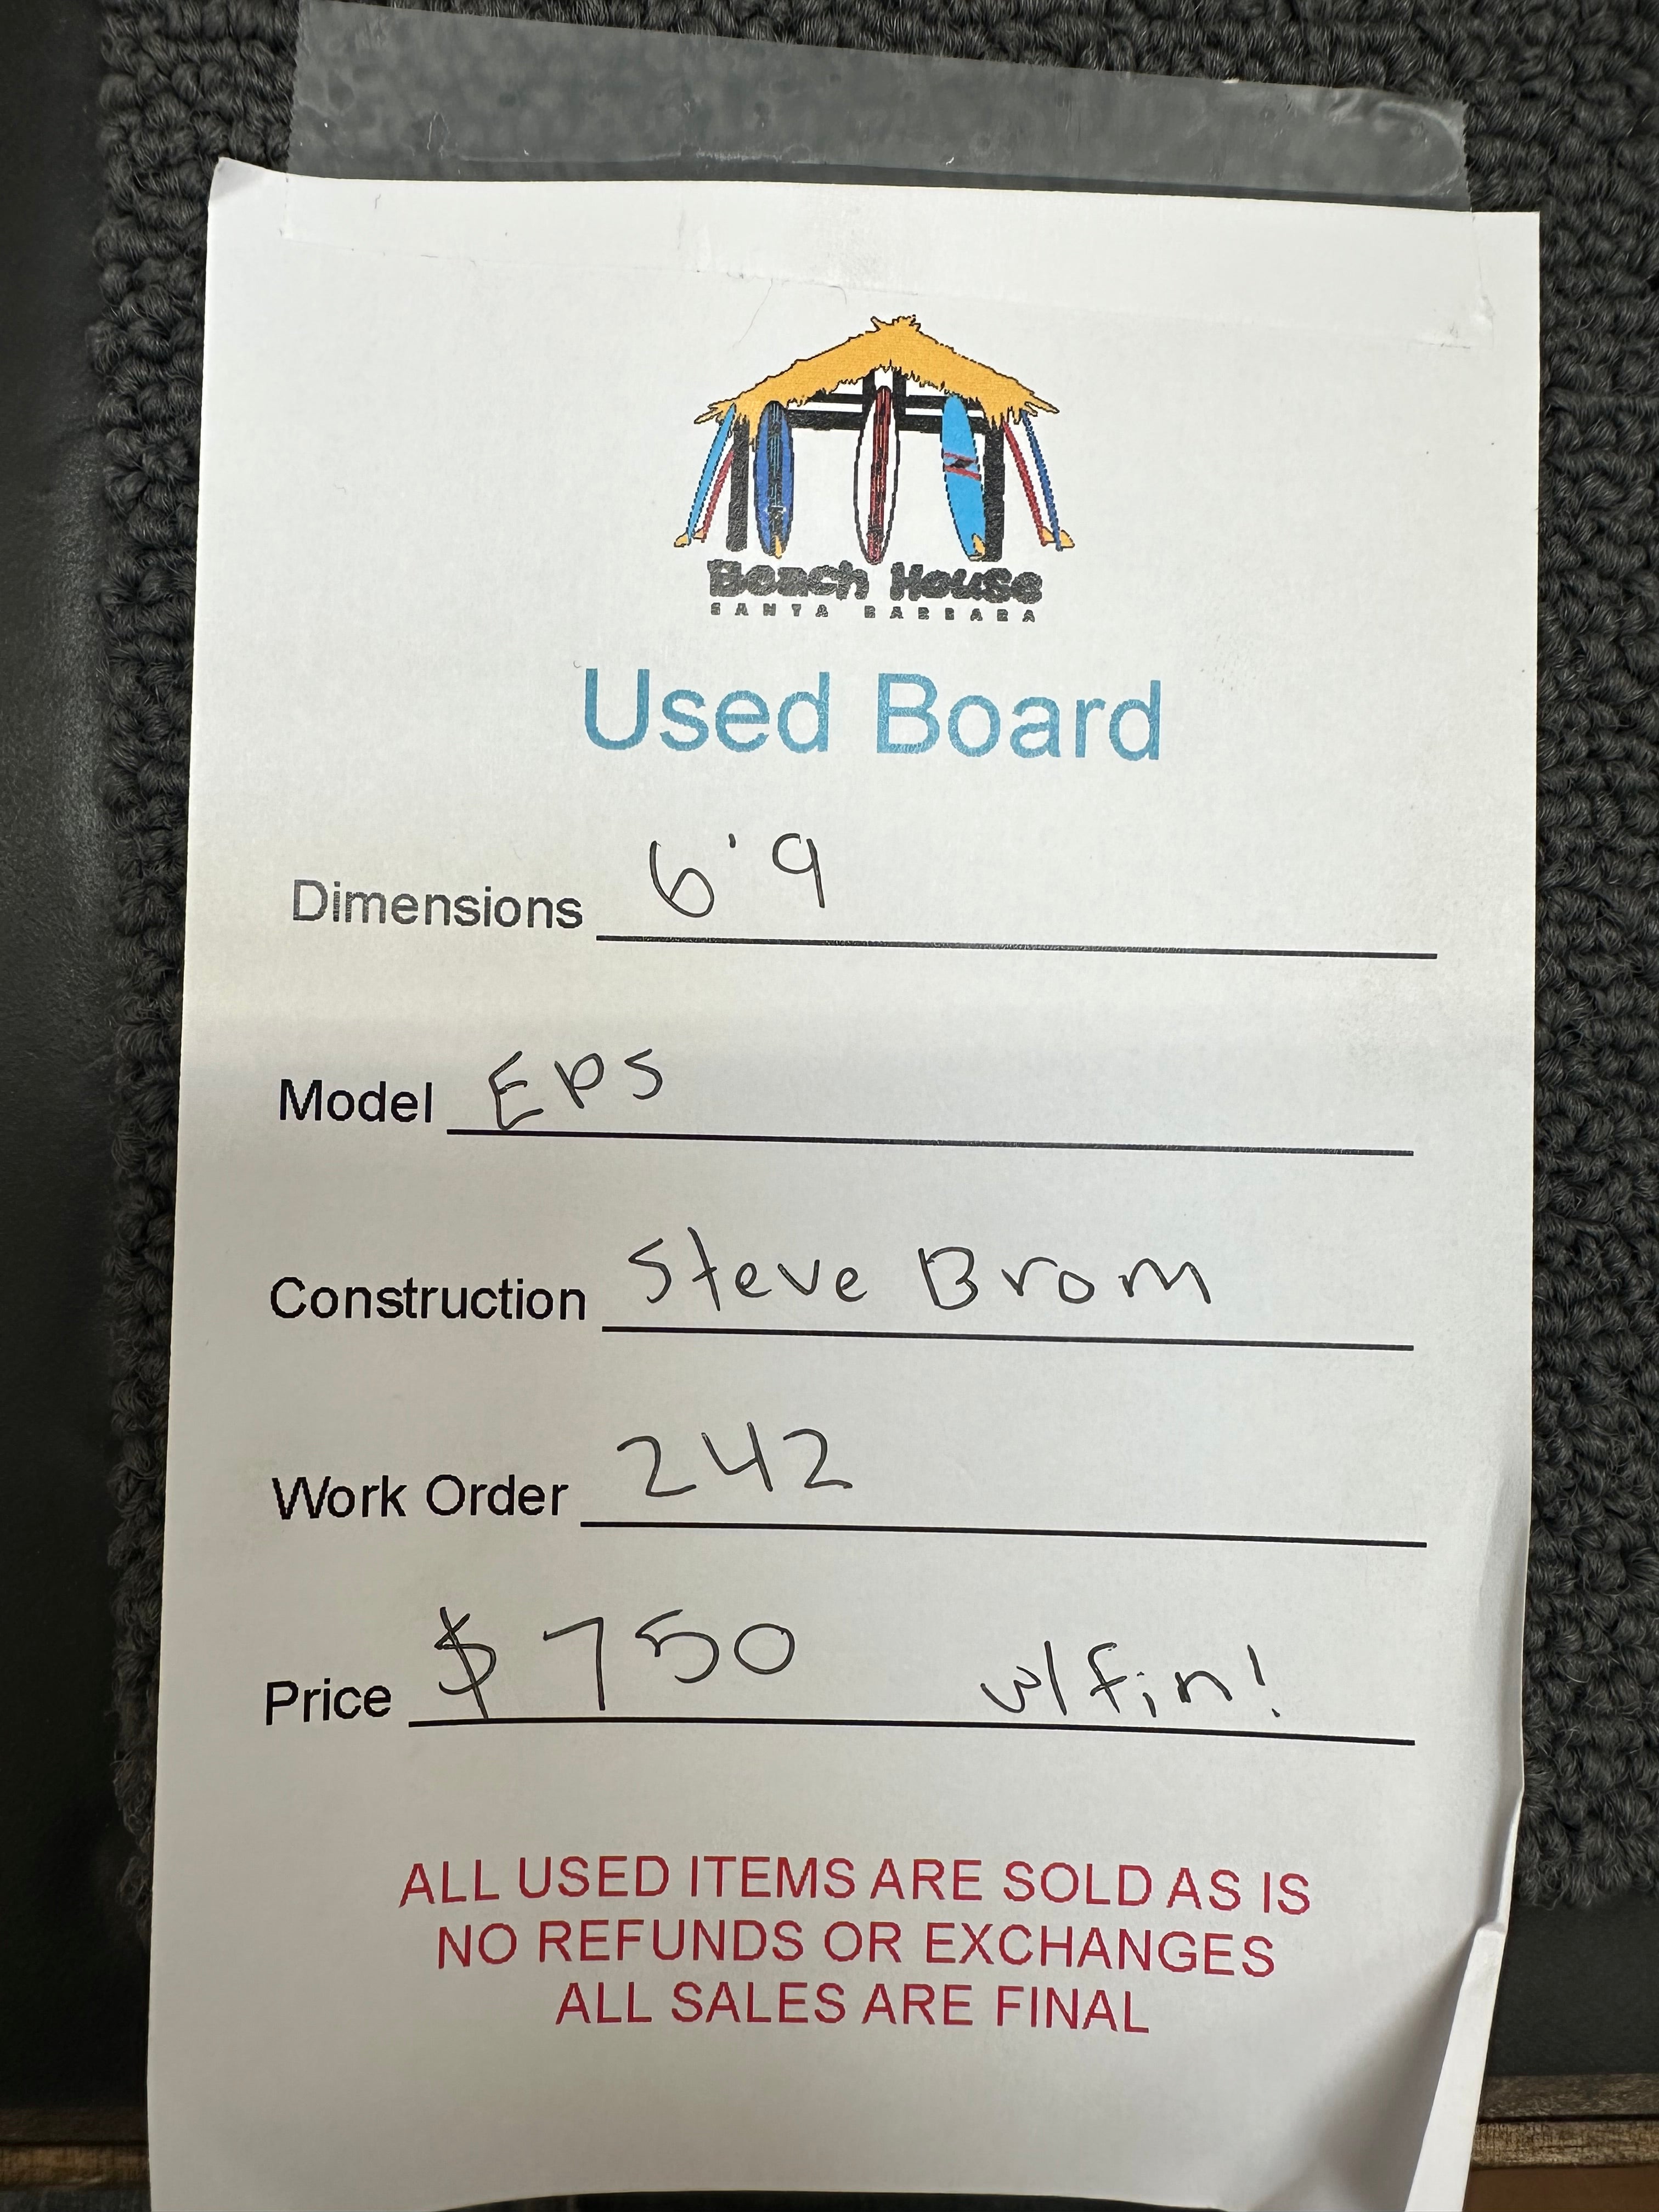 Beach House
SANTA BARBARA
Used Board
Dimensions 6'9
Model EPS
Construction Steve Brom
Work Order 242
Price $750 w/fin!
ALL USED ITEMS ARE SOLD AS IS
NO REFUNDS OR EXCHANGES
ALL SALES ARE FINAL